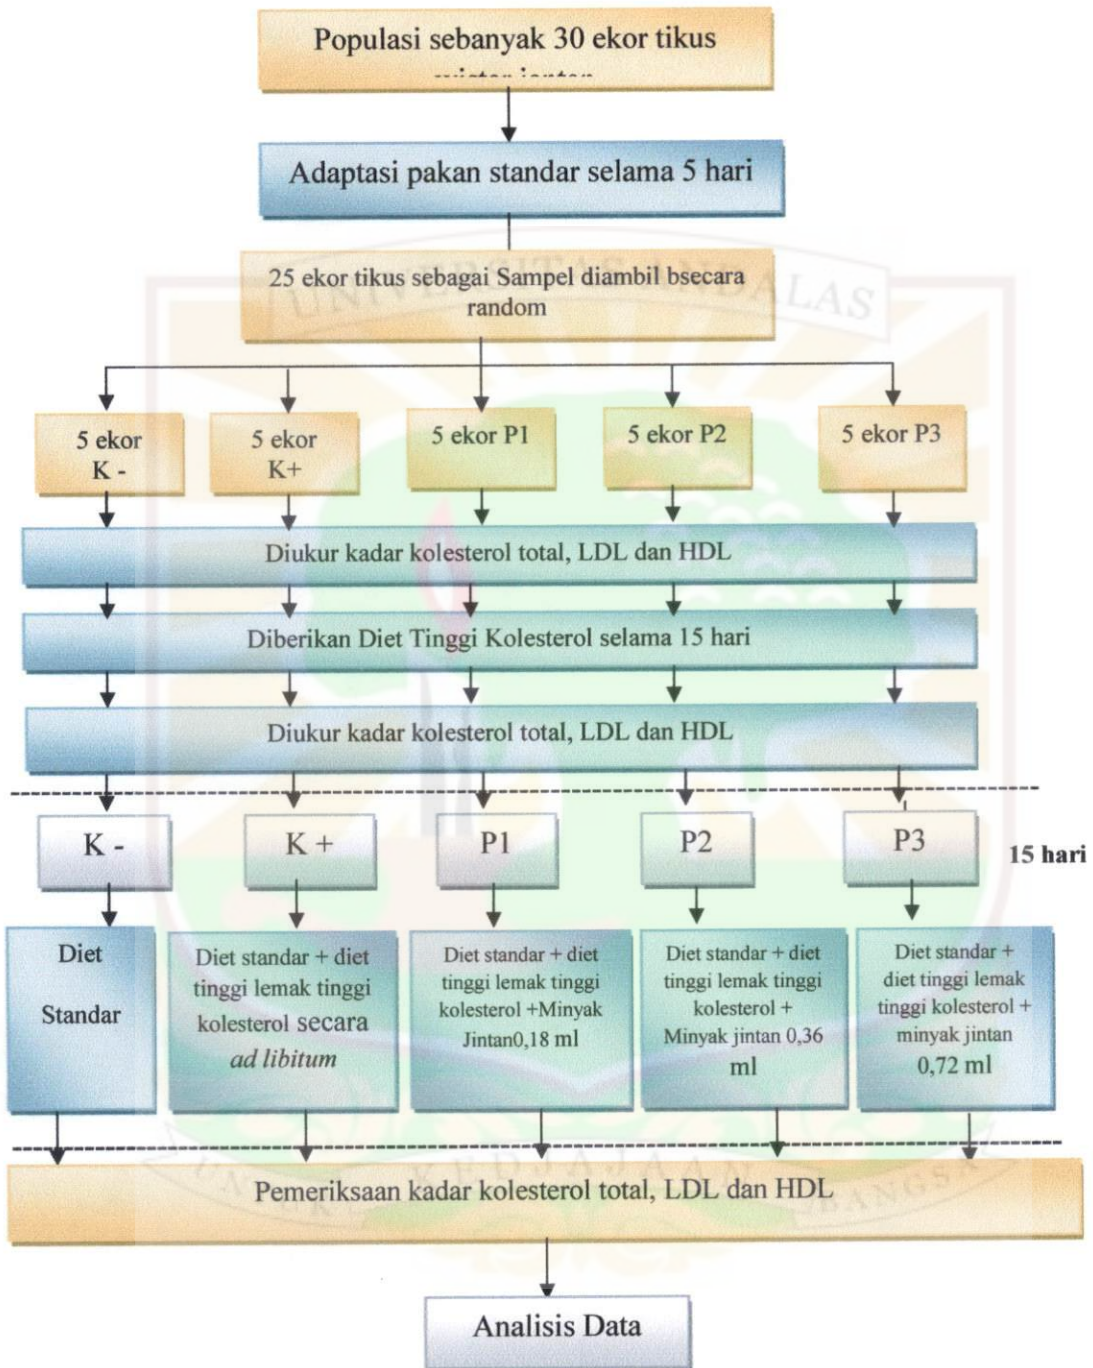 Populasi sebanyak 30 ekor tikus
Adaptasi pakan standar selama 5 hari
UNIVERSITAS ANDALAS
25 ekor tikus sebagai Sampel diambil bsecara
random
5 ekor
K -
5 ekor
K+
5 ekor P1
5 ekor P2
5 ekor P3
Diukur kadar kolesterol total, LDL dan HDL
Diberikan Diet Tinggi Kolesterol selama 15 hari
Diukur kadar kolesterol total, LDL dan HDL
K -
K +
P1
P2
P3
15 hari
Diet
Standar
Diet standar + diet
tinggi lemak tinggi
kolesterol secara
ad libitum
Diet standar + diet
tinggi lemak tinggi
kolesterol +Minyak
Jintan0,18 ml
Diet standar + diet
tinggi lemak tinggi
kolesterol +
Minyak jintan 0,36
ml
Diet standar +
diet tinggi lemak
tinggi kolesterol +
minyak jintan
0,72 ml
KEDJAJAAN
BANGSA
Pemeriksaan kadar kolesterol total, LDL dan HDL
Analisis Data